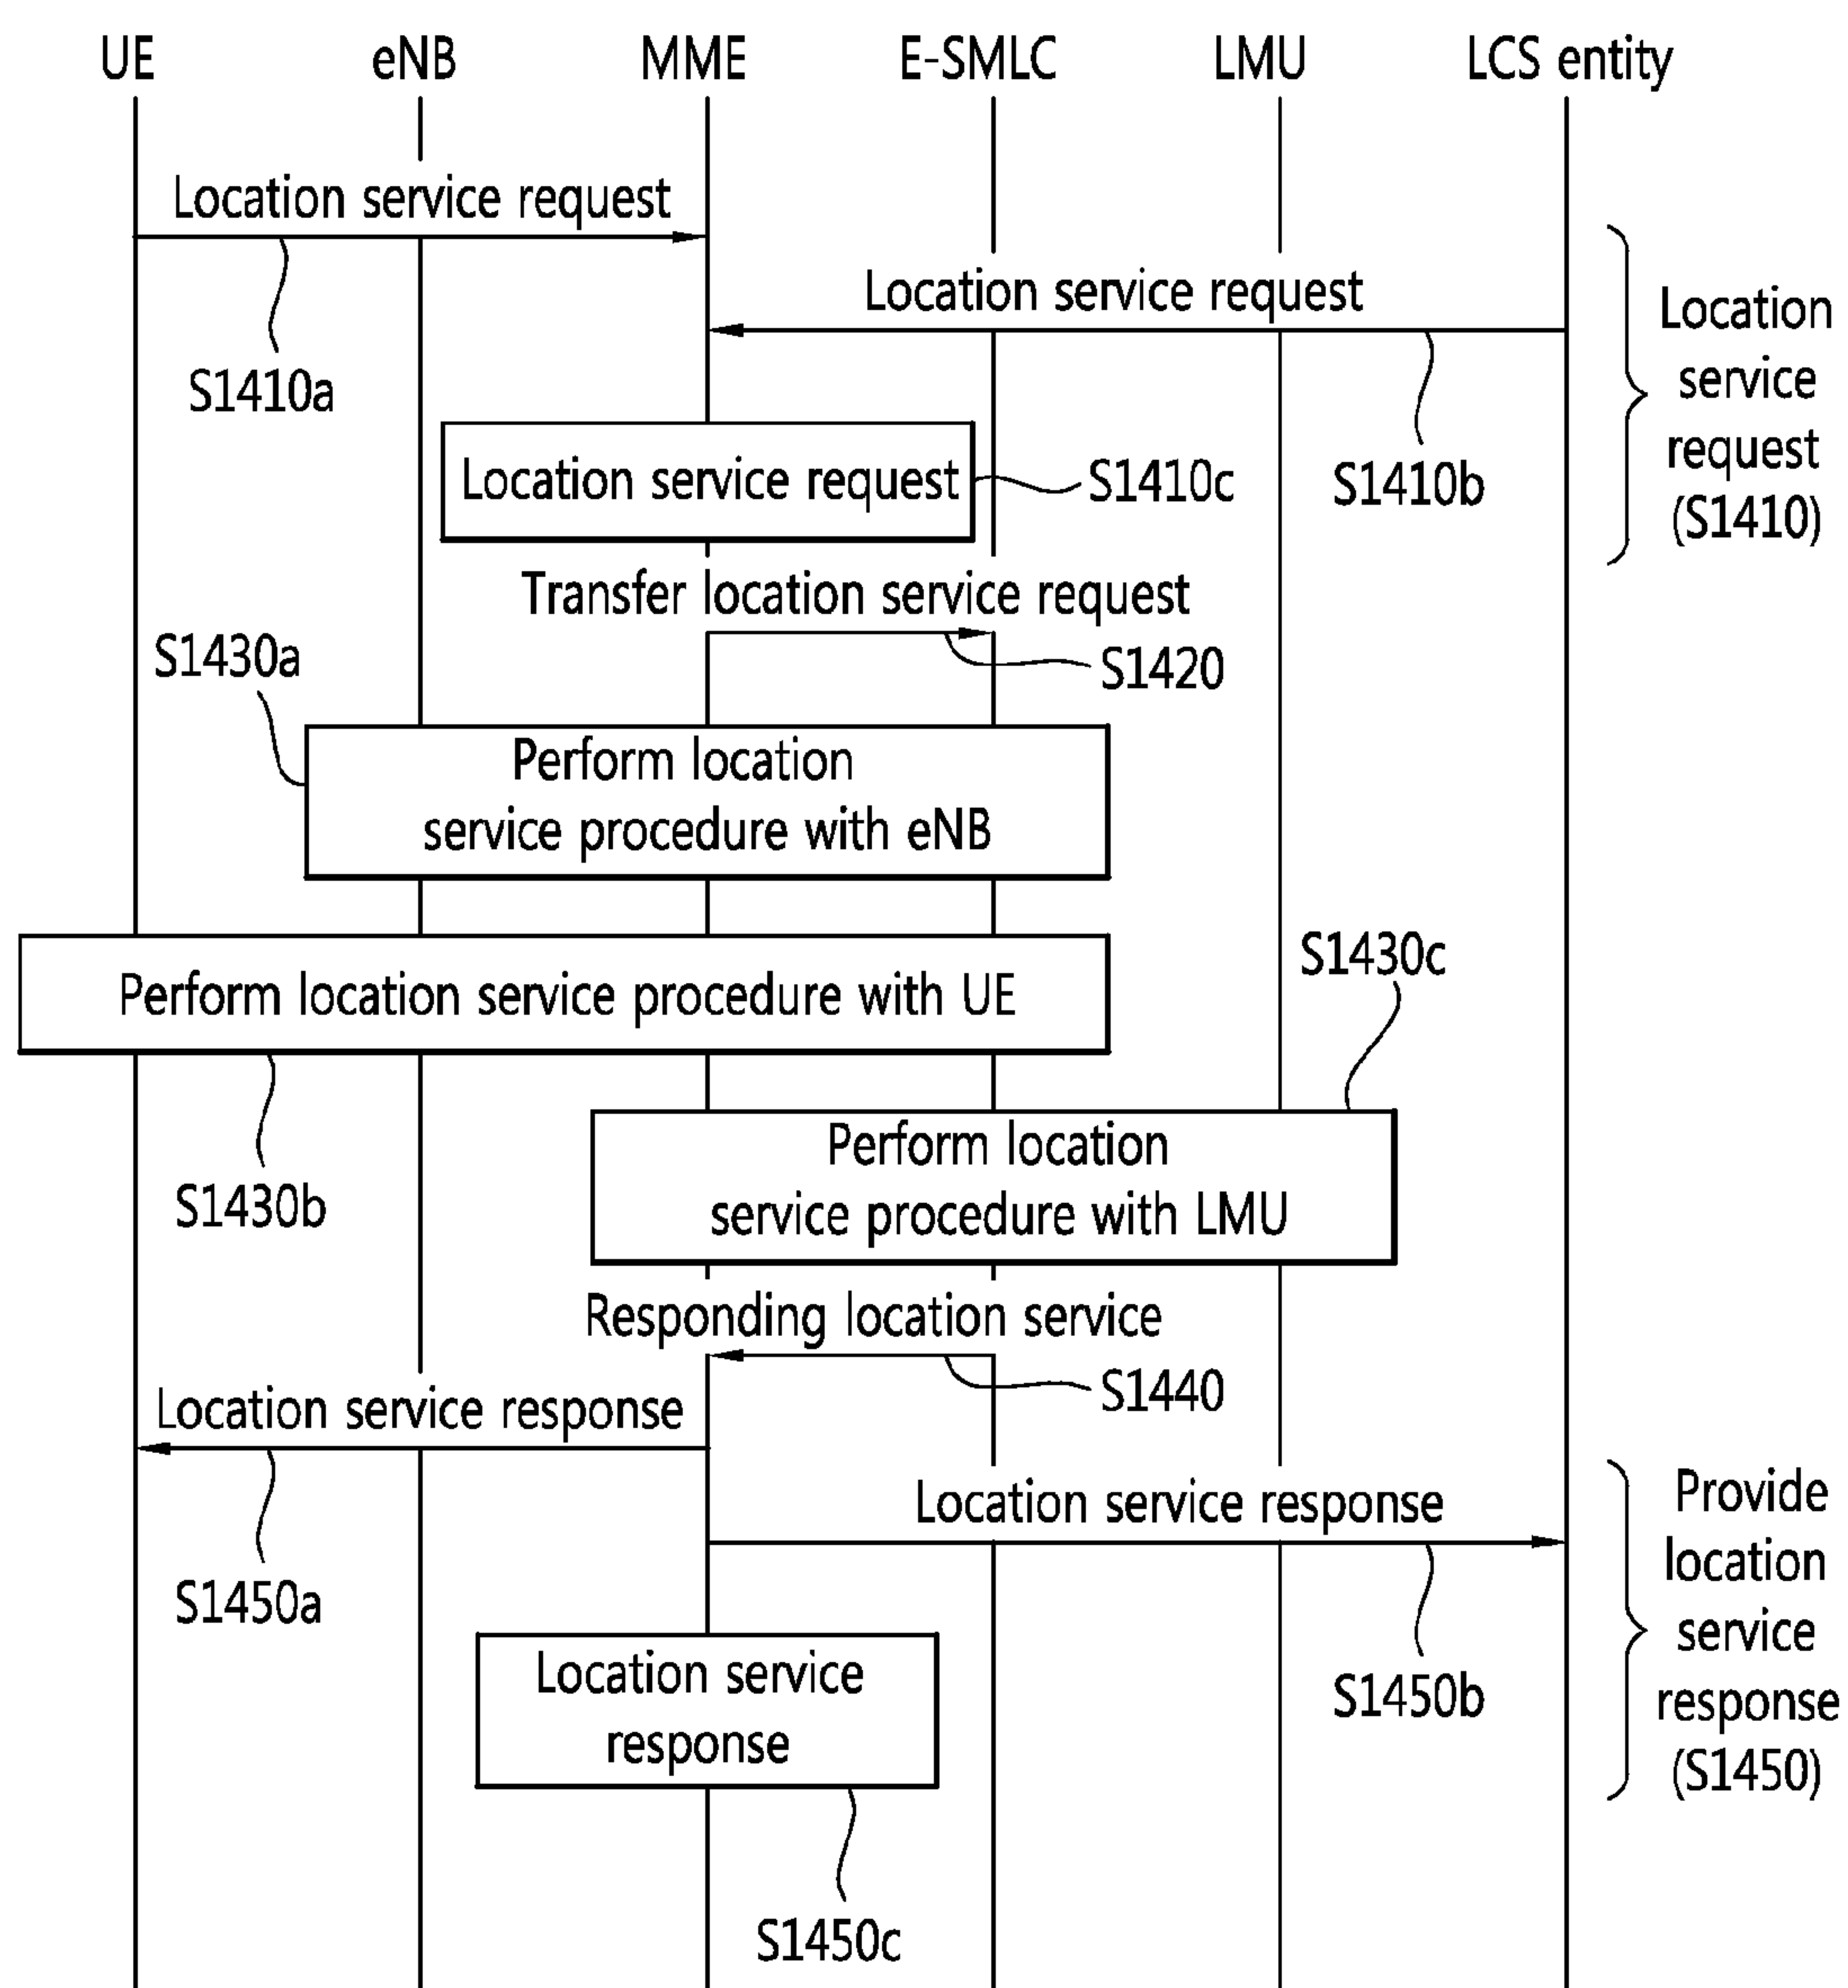 UE eNB MME E-SMLC LMU LCS entity
Location service request
S1410a
Location service request
S1410b
Location
service
request
(S1410)
Location service request
S1410c
Transfer location service request
S1420
S1430a
Perform location
service procedure with eNB
Perform location service procedure with UE
S1430b
S1430c
Perform location
service procedure with LMU
Responding location service
S1440
Location service response
S1450a
Location service response
S1450b
Provide
location
service
response
(S1450)
Location service
response
S1450c